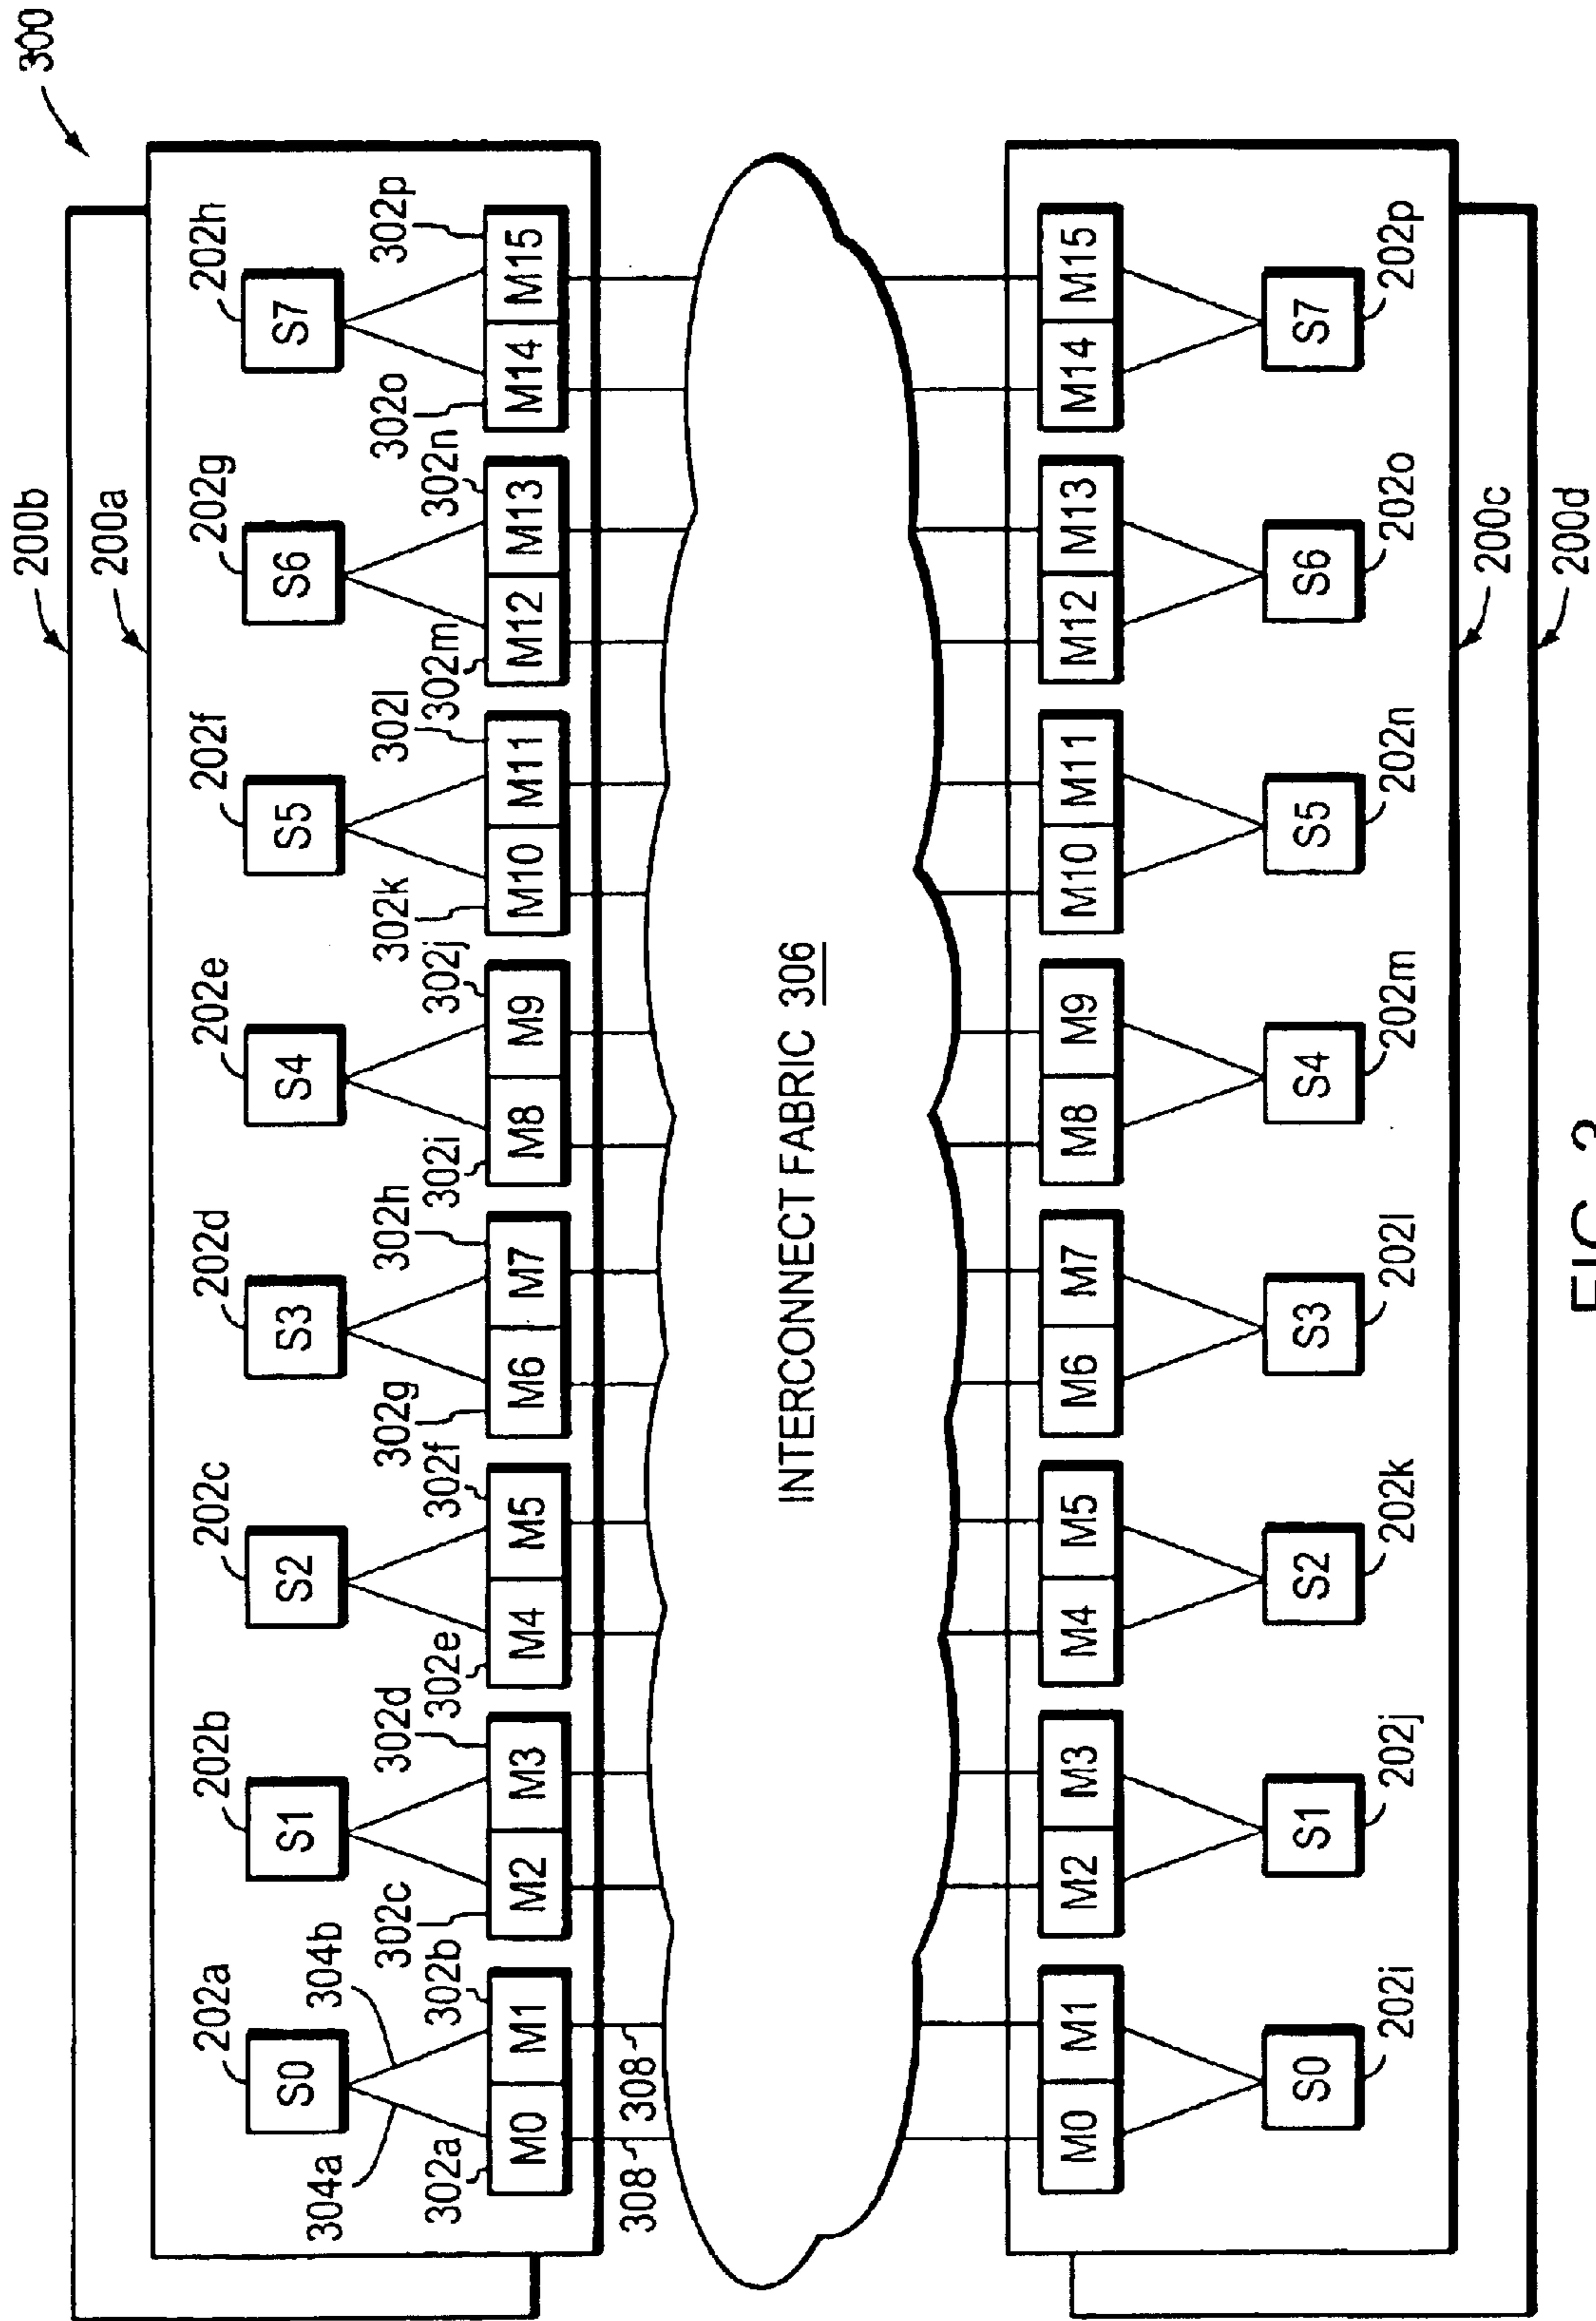 300
200b
200a
202a 202b 202c 202d 202e 202f 202g 202h
S0 S1 S2 S3 S4 S5 S6 S7
304a 304b
302d 302h 302l 302p
302c 302f 302g 302j 302k 302n 302o
302a 302b 302e 302i 302m
M0 M1 M2 M3 M4 M5 M6 M7 M8 M9 M10 M11 M12 M13 M14 M15
308 308
INTERCONNECT FABRIC 306
M0 M1 M2 M3 M4 M5 M6 M7 M8 M9 M10 M11 M12 M13 M14 M15
S0 S1 S2 S3 S4 S5 S6 S7
202i 202j 202k 202l 202m 202n 202o 202p
200c
200d
FIG. 3